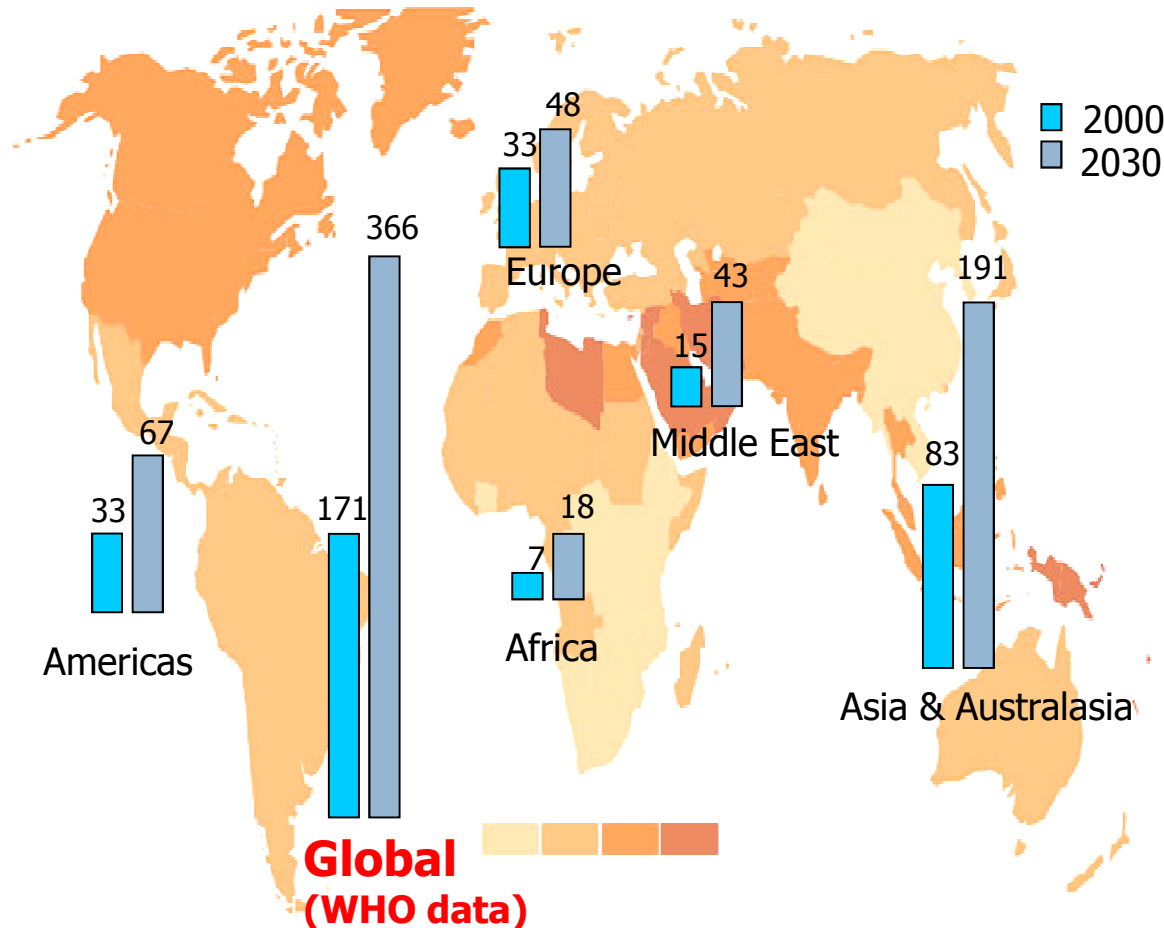 48
33
2000
2030
366
Europe
43
191
15
Middle East
67
83
33
171
18
7
Americas
Africa
Asia & Australasia
Global
(WHO data)